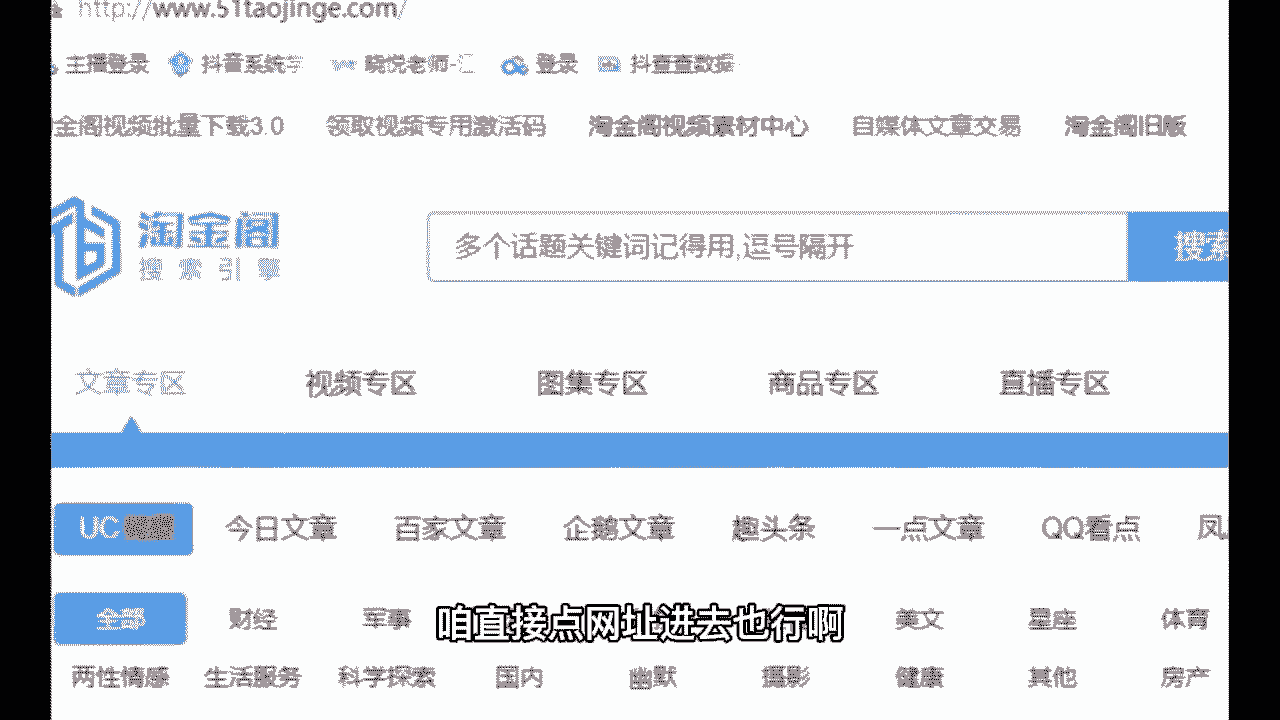 http://www.51taojinge.com/
主播登录 抖音系统学 晓悦老师-汇 登录 抖查查数据
金阁视频批量下载3.0 领取视频专用激活码 淘金阁视频素材中心 自媒体文章交易 淘金阁旧版
淘金阁
搜索引擎
多个话题关键词记得用,逗号隔开 搜索
文章专区 视频专区 图集专区 商品专区 直播专区
UC 今日文章 百家文章 企鹅文章 趣头条 一点文章 QQ看点 凤
全部 财经 军事 美文 星座 体育
咱直接点网址进去也行啊
两性情感 生活服务 科学探索 国内 幽默 摄影 健康 其他 房产